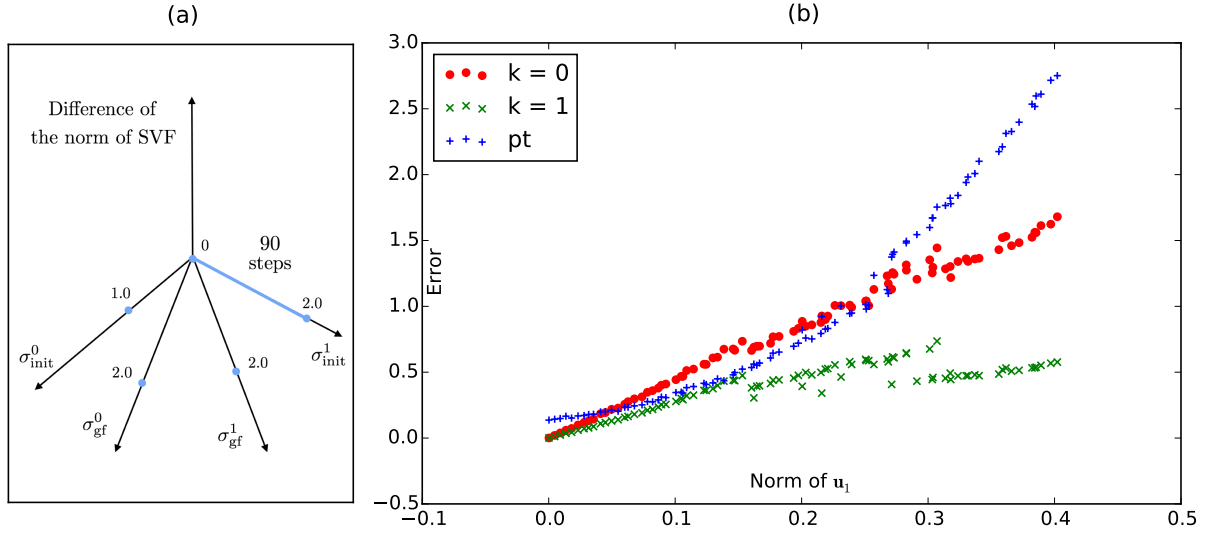 (a)
Difference of
the norm of SVF
0
90
steps
1.0
2.0
σ⁰init
2.0
2.0
σ¹init
σ⁰gf
σ¹gf
(b)
k = 0
k = 1
pt
Error
3.0
2.5
2.0
1.5
1.0
0.5
0.0
−0.5
Norm of u₁
−0.1
0.0
0.1
0.2
0.3
0.4
0.5